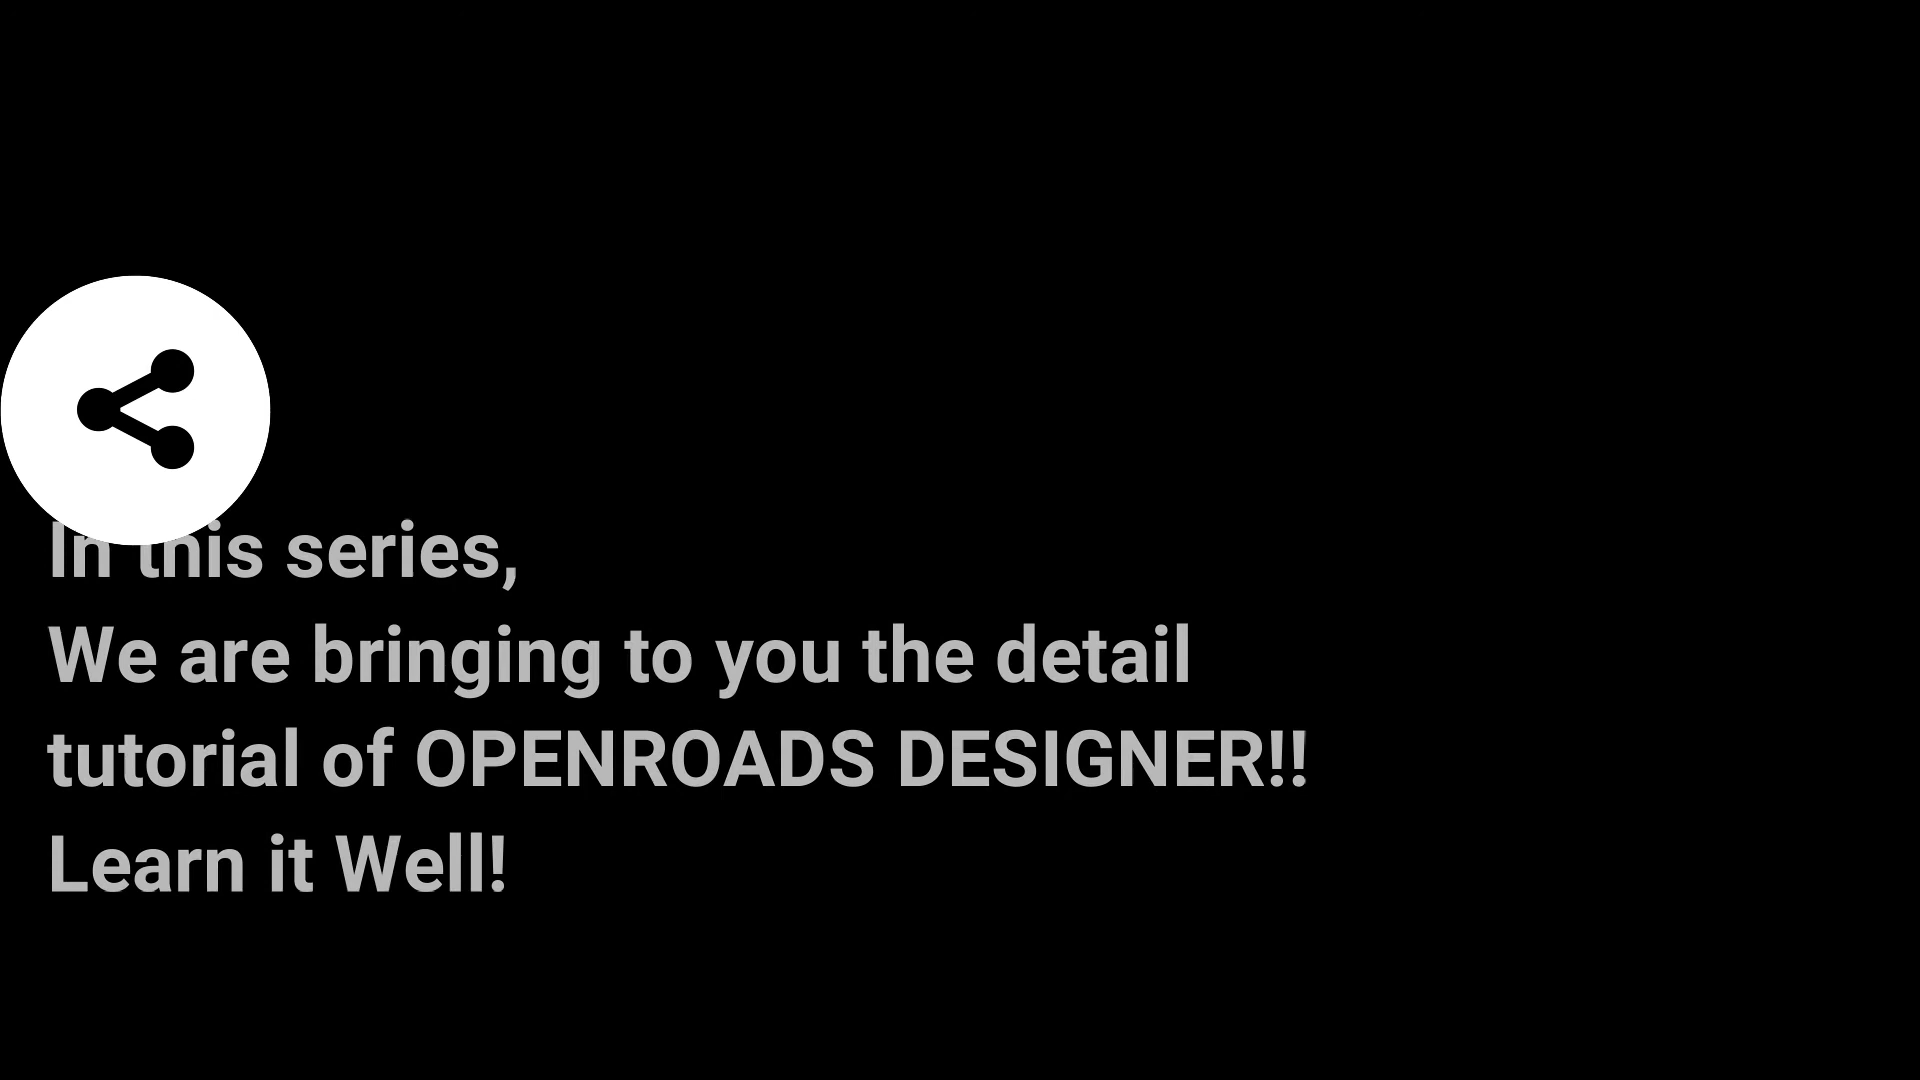 In this series,
We are bringing to you the detail
tutorial of OPENROADS DESIGNER!!
Learn it Well!